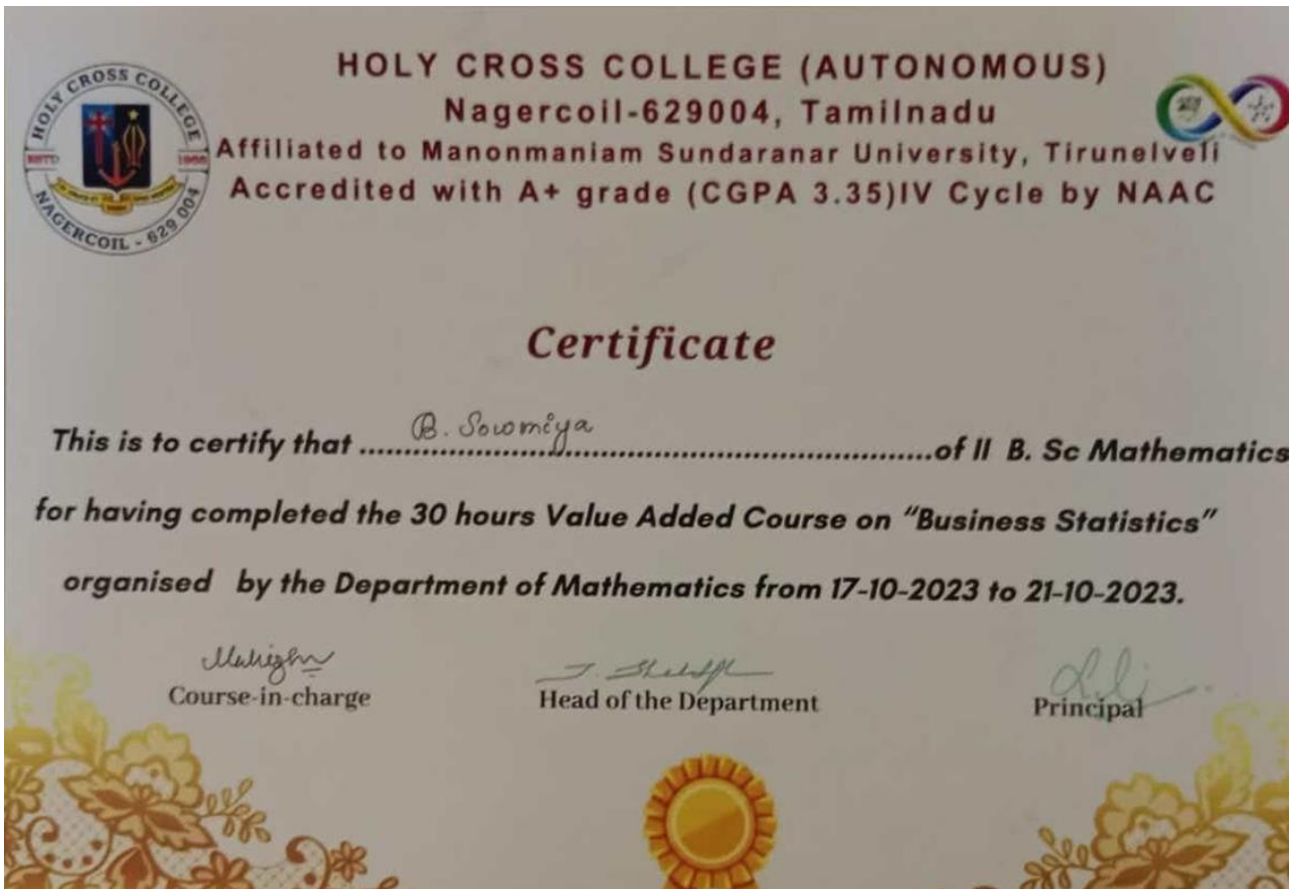 HOLY CROSS COLLEGE (AUTONOMOUS)
Nagercoil-629004, Tamilnadu
Affiliated to Manonmaniam Sundaranar University, Tirunelveli
Accredited with A+ grade (CGPA 3.35)IV Cycle by NAAC
HOLY CROSS COLLEGE
ESTD 1965
NAGERCOIL - 629 004
Certificate
This is to certify that .......B. Sowmiya.......of II B. Sc Mathematics
for having completed the 30 hours Value Added Course on “Business Statistics”
organised by the Department of Mathematics from 17-10-2023 to 21-10-2023.
Course-in-charge Head of the Department Principal